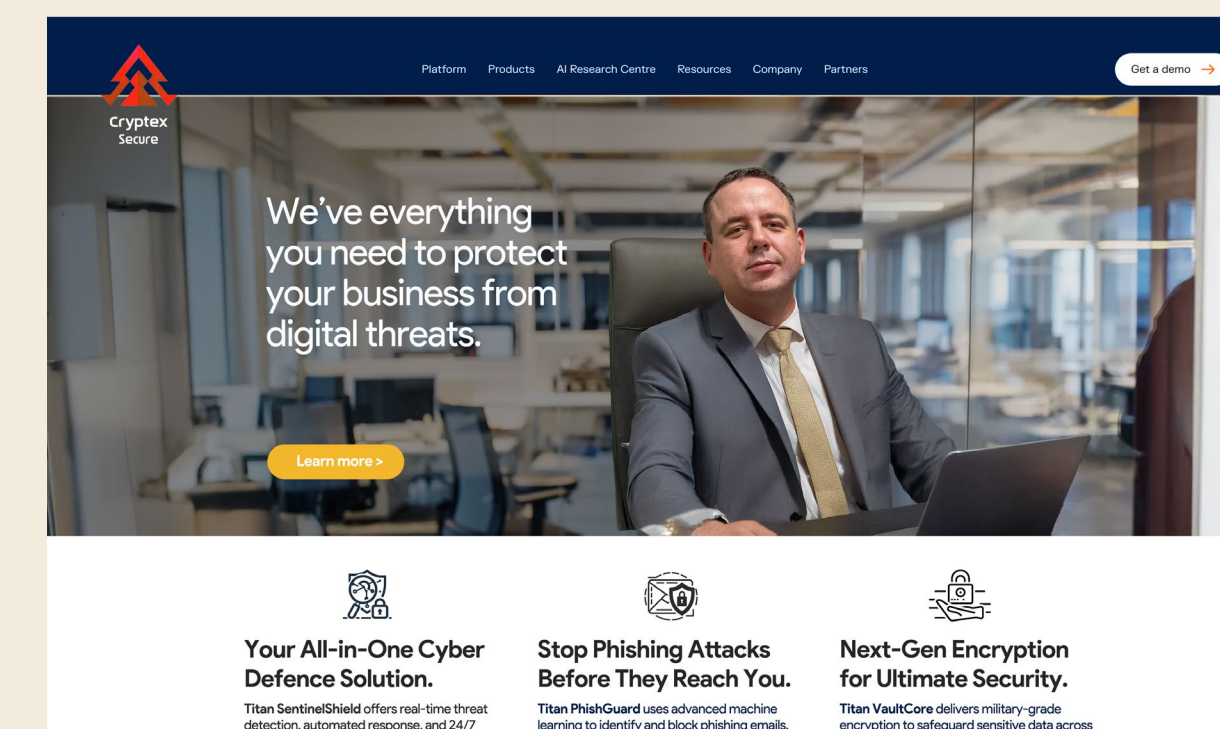 Platform Products AI Research Centre Resources Company Partners
Get a demo →
Cryptex
Secure
We’ve everything
you need to protect
your business from
digital threats.
Learn more >
Your All-in-One Cyber
Defence Solution.
Titan SentinelShield offers real-time threat
detection, automated response, and 24/7
Stop Phishing Attacks
Before They Reach You.
Titan PhishGuard uses advanced machine
learning to identify and block phishing emails,
Next-Gen Encryption
for Ultimate Security.
Titan VaultCore delivers military-grade
encryption to safeguard sensitive data across